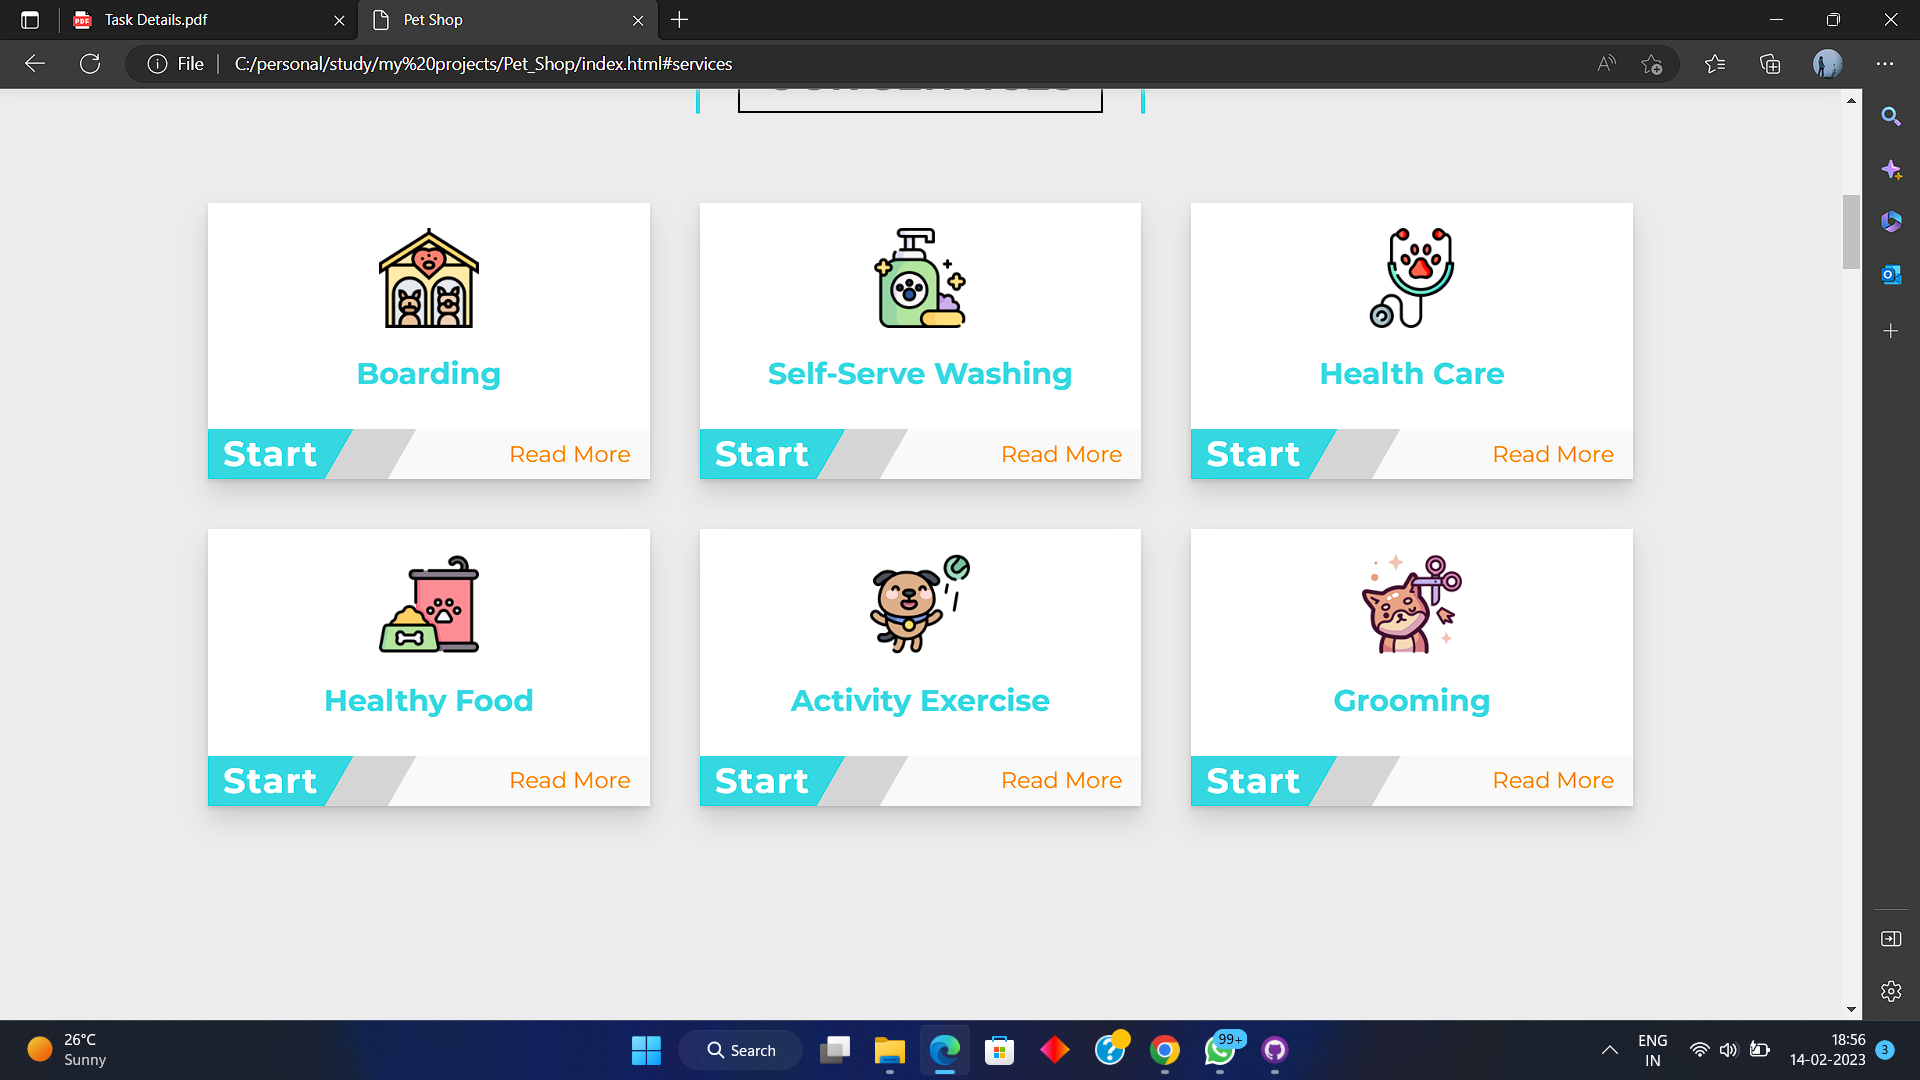 Task Details.pdf
Pet Shop
File
C:/personal/study/my%20projects/Pet_Shop/index.html#services
OUR SERVICES
Boarding
Self-Serve Washing
Health Care
Start
Read More
Start
Read More
Start
Read More
Healthy Food
Activity Exercise
Grooming
Start
Read More
Start
Read More
Start
Read More
26°C
Sunny
Search
99+
ENG
IN
18:56
14-02-2023
3